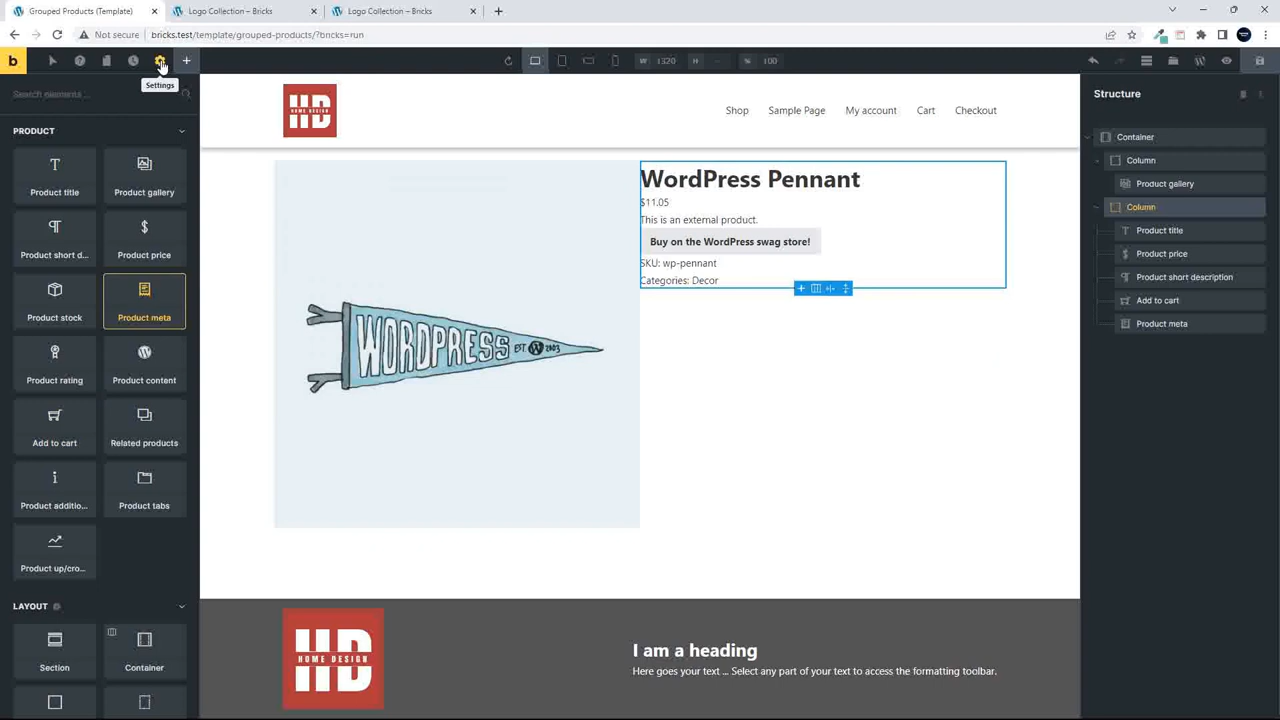 Grouped Products (Template)
Logo Collection – Bricks
Logo Collection – Bricks
Not secure
bricks.test/template/grouped-products/?bricks=run
b
W 1320 H — % 100
Settings
Search elements ...
PRODUCT
Product title
Product gallery
Product short d...
Product price
Product stock
Product meta
Product rating
Product content
Add to cart
Related products
Product additio...
Product tabs
Product up/cro...
LAYOUT
Section
Container
HD
HOME DESIGN
Shop
Sample Page
My account
Cart
Checkout
WORDPRESS EST. 2003
WordPress Pennant
$11.05
This is an external product.
Buy on the WordPress swag store!
SKU: wp-pennant
Categories: Decor
HD
HOME DESIGN
I am a heading
Here goes your text ... Select any part of your text to access the formatting toolbar.
Structure
Container
Column
Product gallery
Column
Product title
Product price
Product short description
Add to cart
Product meta